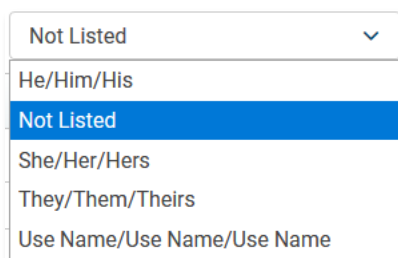 Not Listed
He/Him/His
Not Listed
She/Her/Hers
They/Them/Theirs
Use Name/Use Name/Use Name